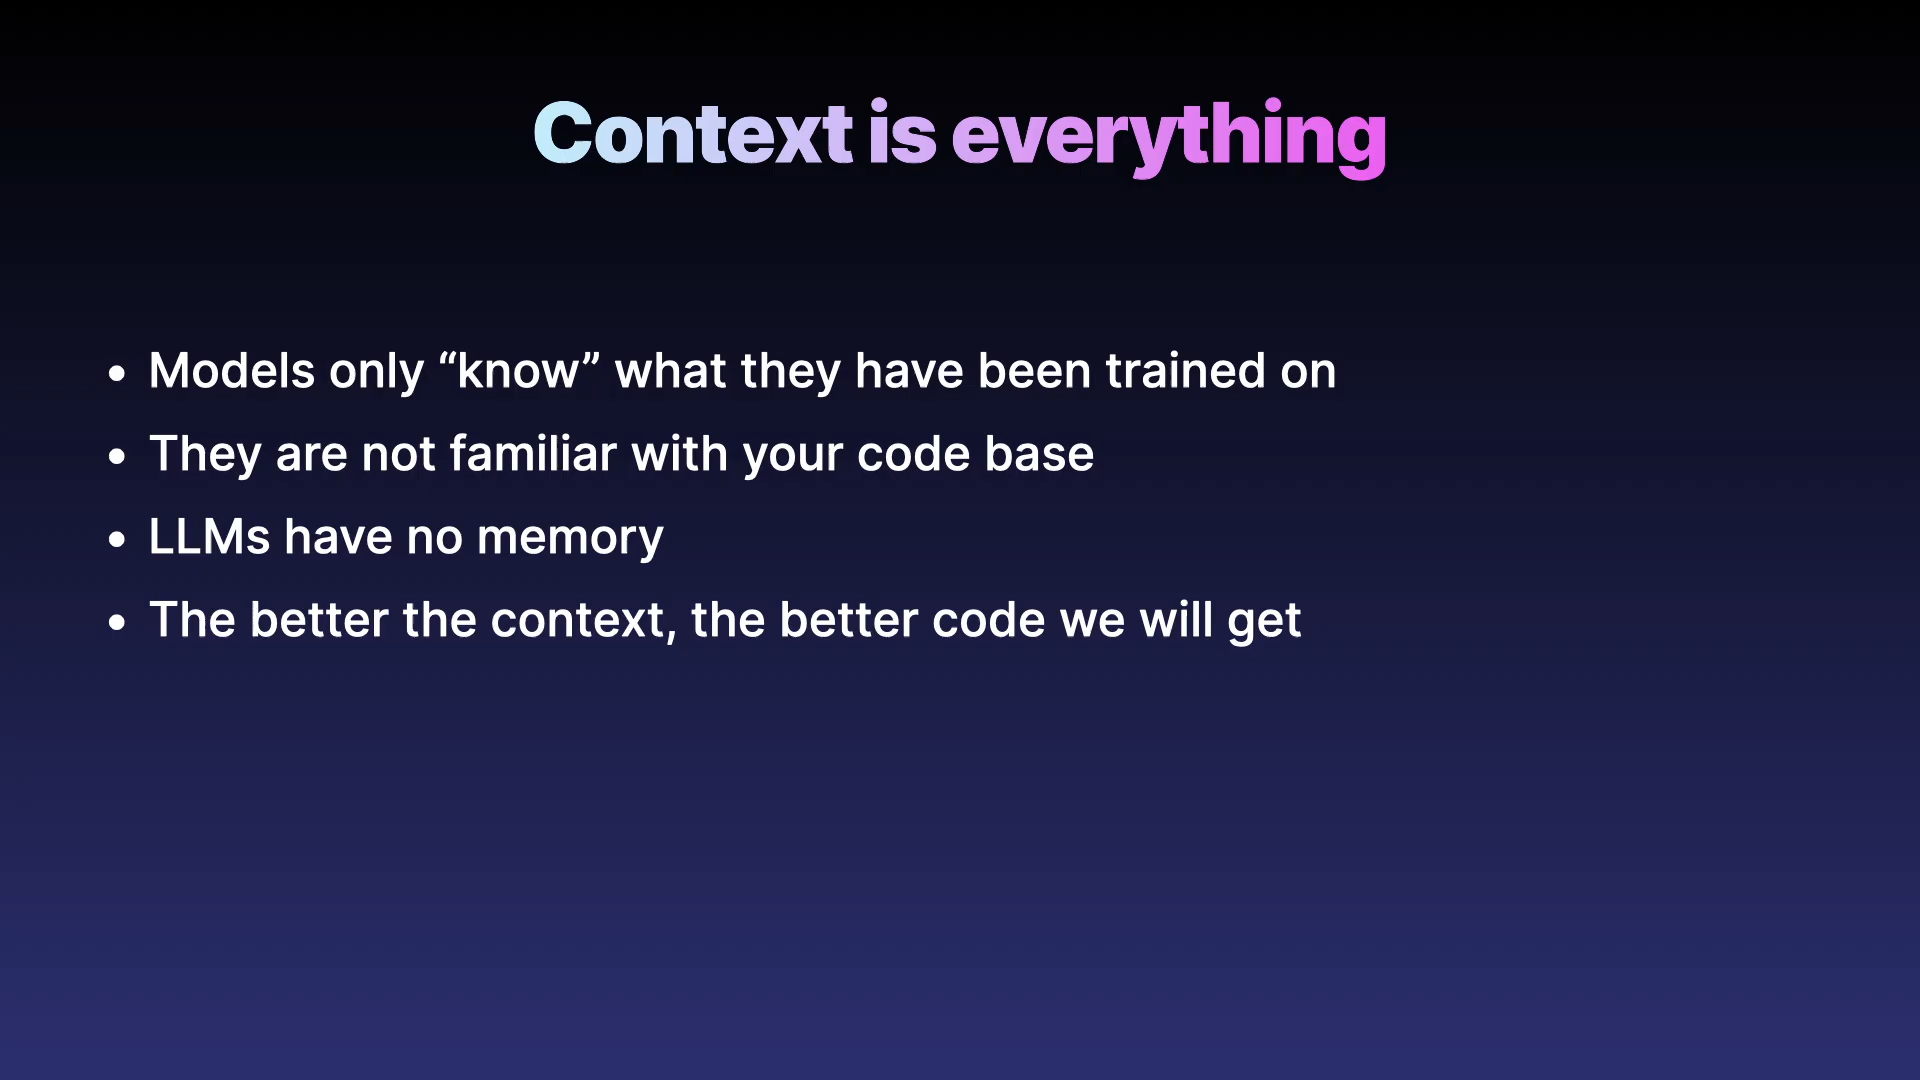 Context is everything
• Models only “know” what they have been trained on
• They are not familiar with your code base
• LLMs have no memory
• The better the context, the better code we will get